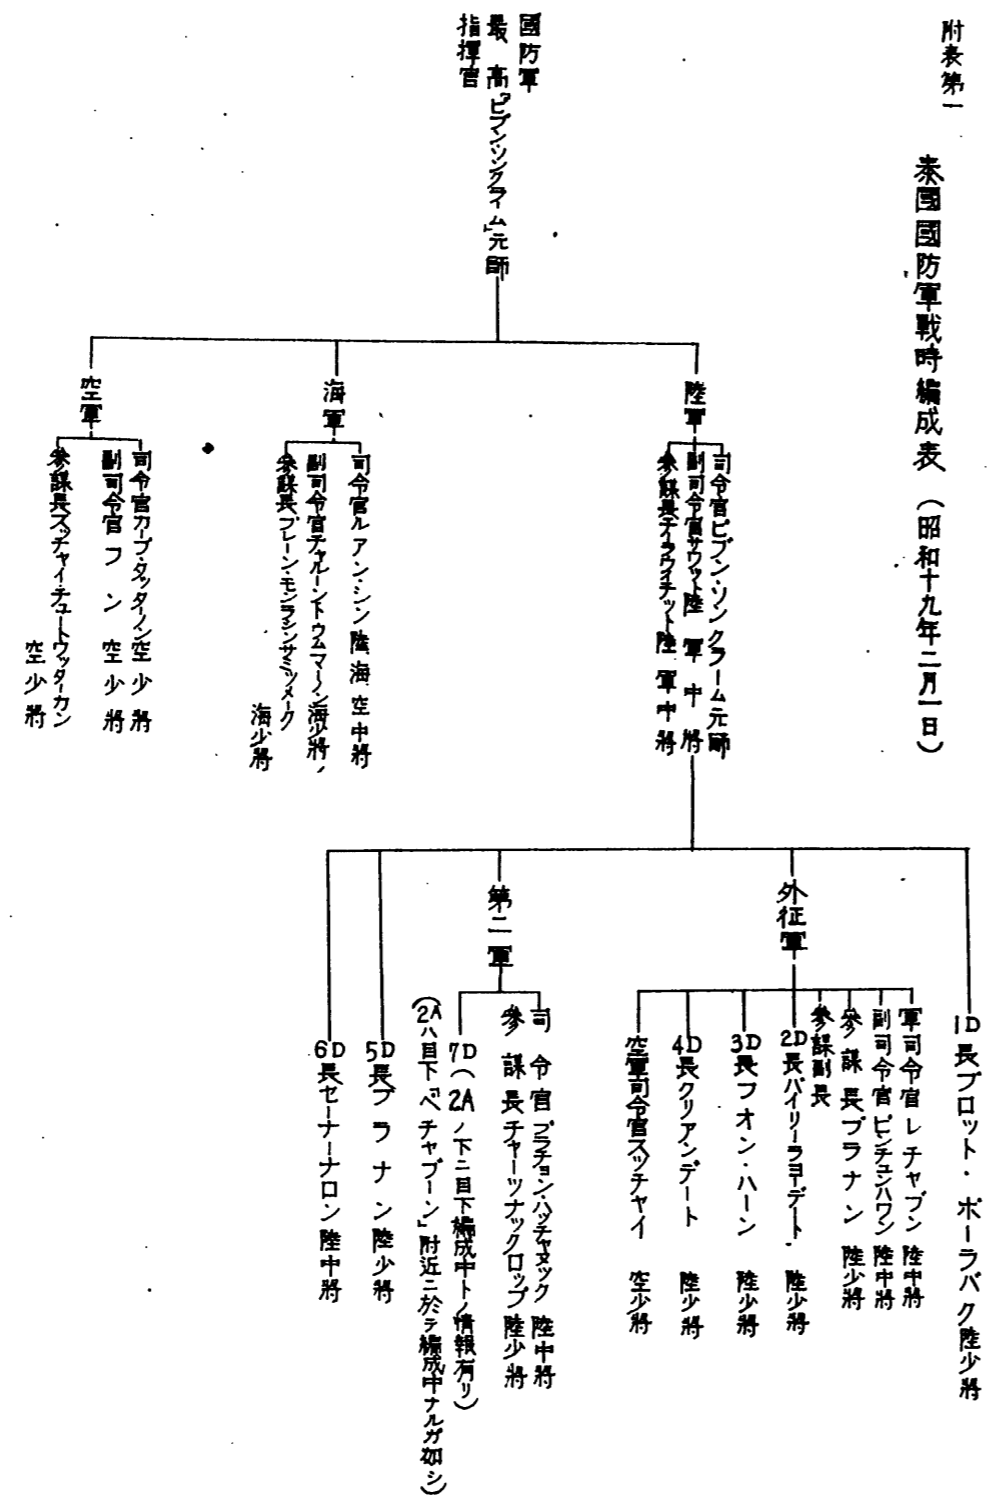 附表第一
泰國國防軍戰時編成表（昭和十九年二月一日）
國防軍
最高
指揮官
「ピブンソンクライム」元師
陸軍
司令官ピブン・ソンクラーム元師
副司令官サワット陸軍中將
參謀長チラウイチット陸軍中將
海軍
司令官ルアン・シン陸海空中將
副司令官チャルーントウムマーノン海少將
參謀長プレーン・モンラシンサミツメーク
海少將
空軍
司令官カープ・タッターノン空少將
副司令官フン空少將
參謀長スッチャイ・チュートワッターカン
空少將
1D長プロット・ポーラパク陸少將
外征軍
軍司令官レチャブン陸中將
副司令官ピンチュンハワン陸中將
參謀長プラナン陸少將
參謀副長
2D長パイリーラヨーデート陸少將
3D長フオン・ハーン陸少將
4D長クリアンデート陸少將
空軍司令官スッチャイ空少將
第二軍
司令官プラチョン・パッチャヌック陸中將
參謀長チャーツナックロップ陸少將
7D（2Aノ下ニ目下編成中トノ情報有リ）
（2Aハ目下「ペチャブーン」附近ニ於テ編成中ナルガ如シ）
5D長プラナン陸少將
6D長セーナーナロン陸中將